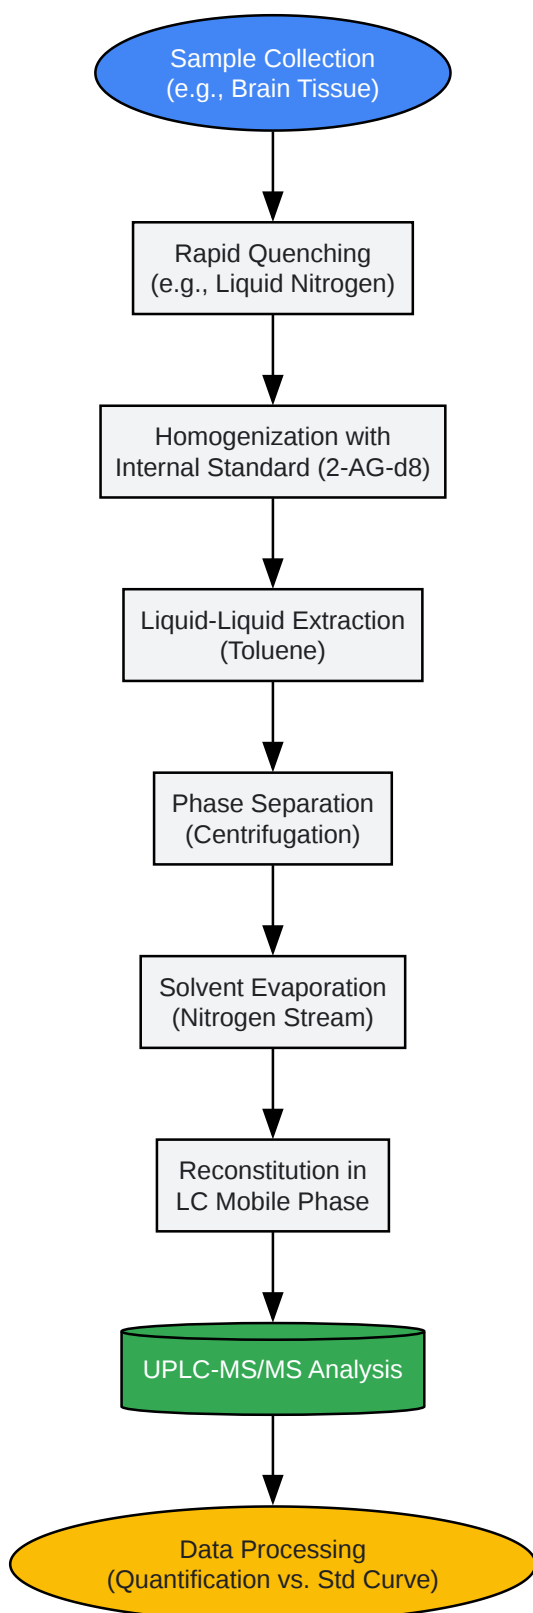 Sample Collection
(e.g., Brain Tissue)
Rapid Quenching
(e.g., Liquid Nitrogen)
Homogenization with
Internal Standard (2-AG-d8)
Liquid-Liquid Extraction
(Toluene)
Phase Separation
(Centrifugation)
Solvent Evaporation
(Nitrogen Stream)
Reconstitution in
LC Mobile Phase
UPLC-MS/MS Analysis
Data Processing
(Quantification vs. Std Curve)